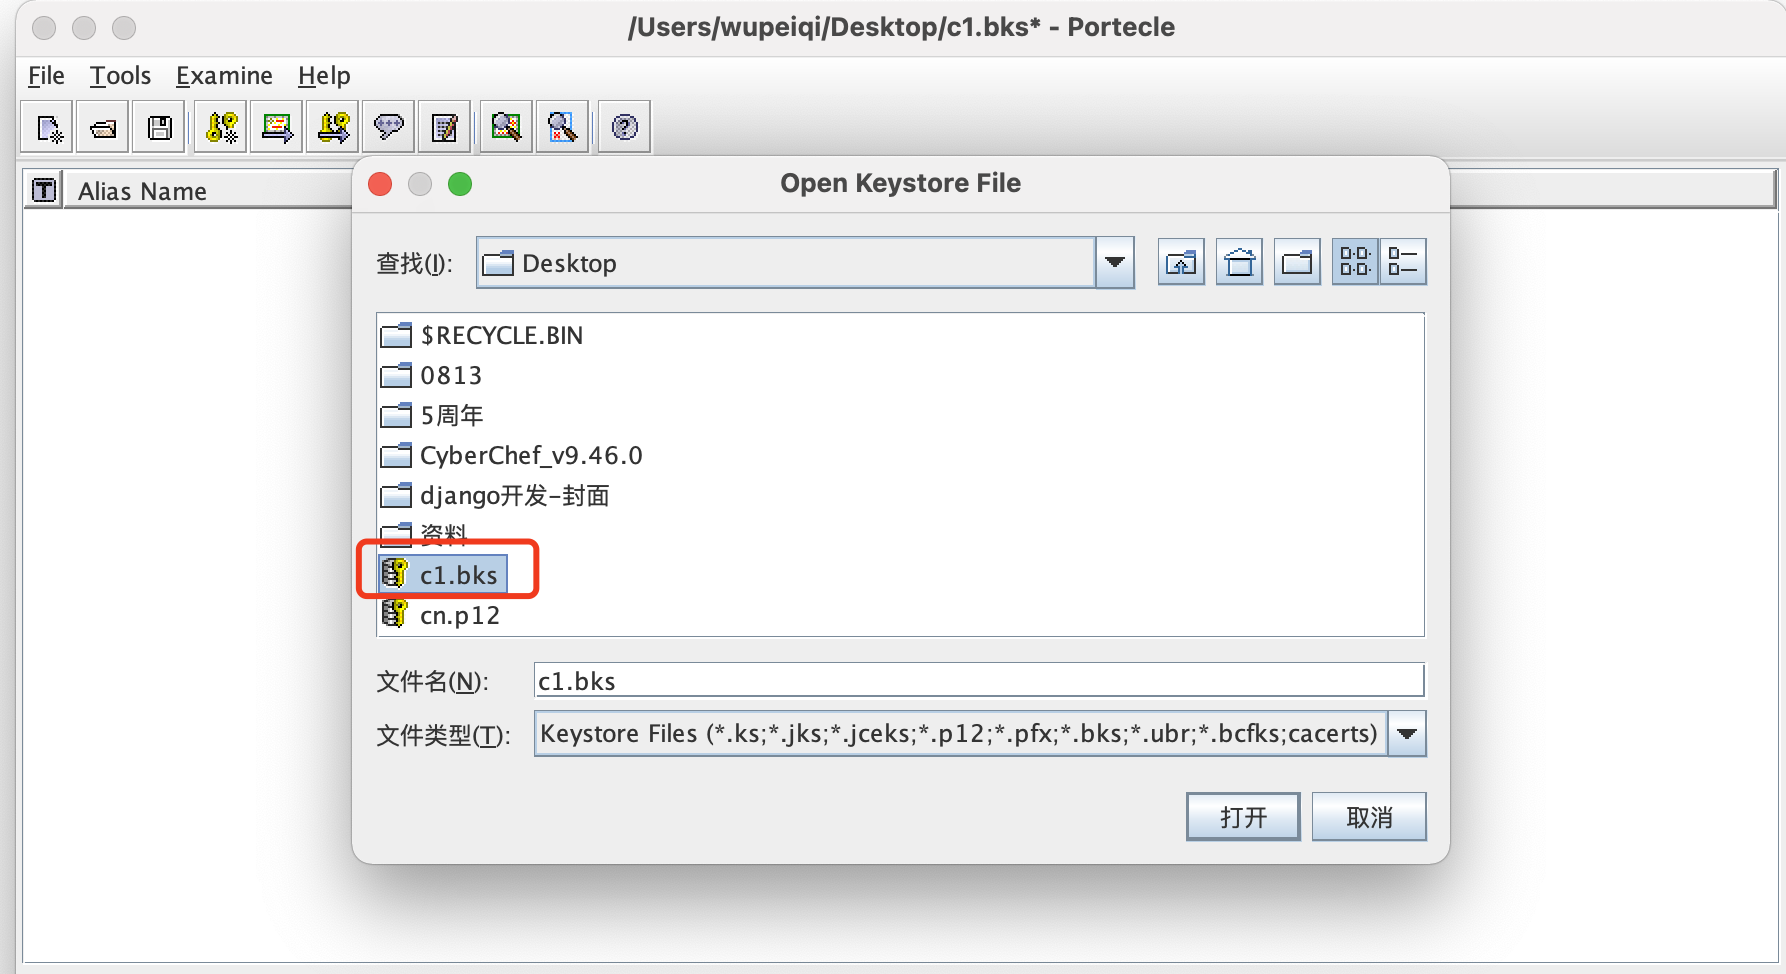 /Users/wupeiqi/Desktop/c1.bks* - Portecle
File Tools Examine Help
T Alias Name
Open Keystore File
查找(I): Desktop
$RECYCLE.BIN
0813
5周年
CyberChef_v9.46.0
django开发-封面
资料
c1.bks
cn.p12
文件名(N): c1.bks
文件类型(T): Keystore Files (*.ks;*.jks;*.jceks;*.p12;*.pfx;*.bks;*.ubr;*.bcfks;cacerts)
打开 取消